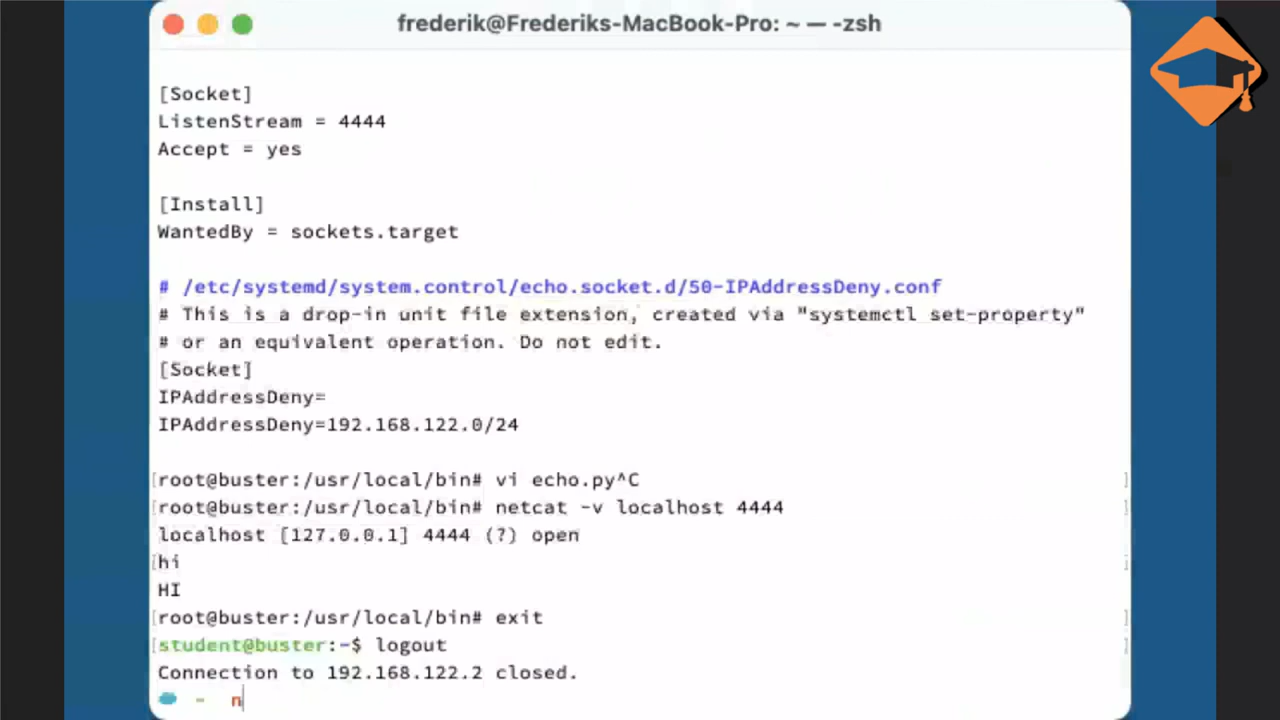 frederik@Frederiks-MacBook-Pro: ~ — -zsh
[Socket]
ListenStream = 4444
Accept = yes
[Install]
WantedBy = sockets.target
# /etc/systemd/system.control/echo.socket.d/50-IPAddressDeny.conf
# This is a drop-in unit file extension, created via "systemctl set-property"
# or an equivalent operation. Do not edit.
[Socket]
IPAddressDeny=
IPAddressDeny=192.168.122.0/24
[root@buster:/usr/local/bin# vi echo.py^C ]
[root@buster:/usr/local/bin# netcat -v localhost 4444 ]
localhost [127.0.0.1] 4444 (?) open
[hi ]
HI
[root@buster:/usr/local/bin# exit ]
[student@buster:~$ logout ]
Connection to 192.168.122.2 closed.
~ n